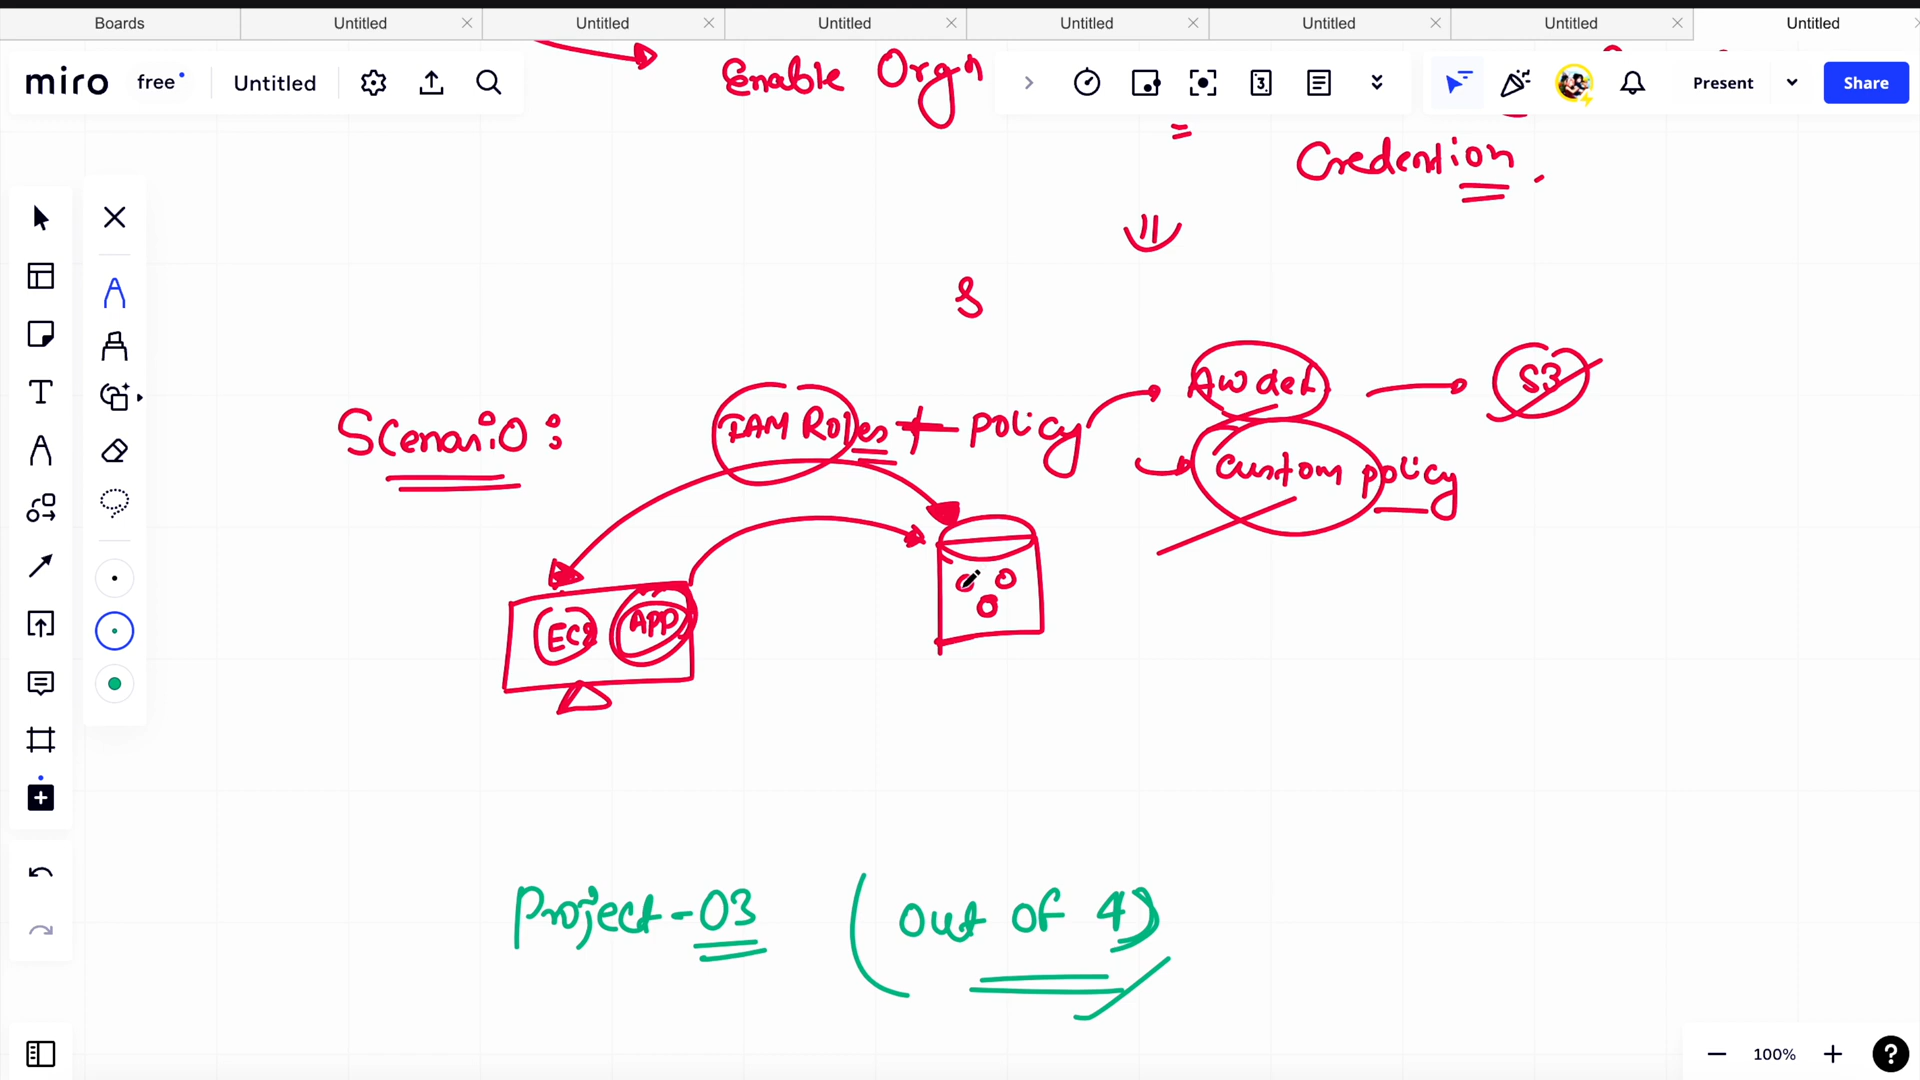 Boards Untitled Untitled Untitled Untitled Untitled Untitled Untitled
Enable Orgn
miro free Untitled 3 Present Share
=
Credention.
S
Scenario: IAM Roles + policy
S3
custom policy
EC2 APP
Project-03 (out of 4)
100% ?